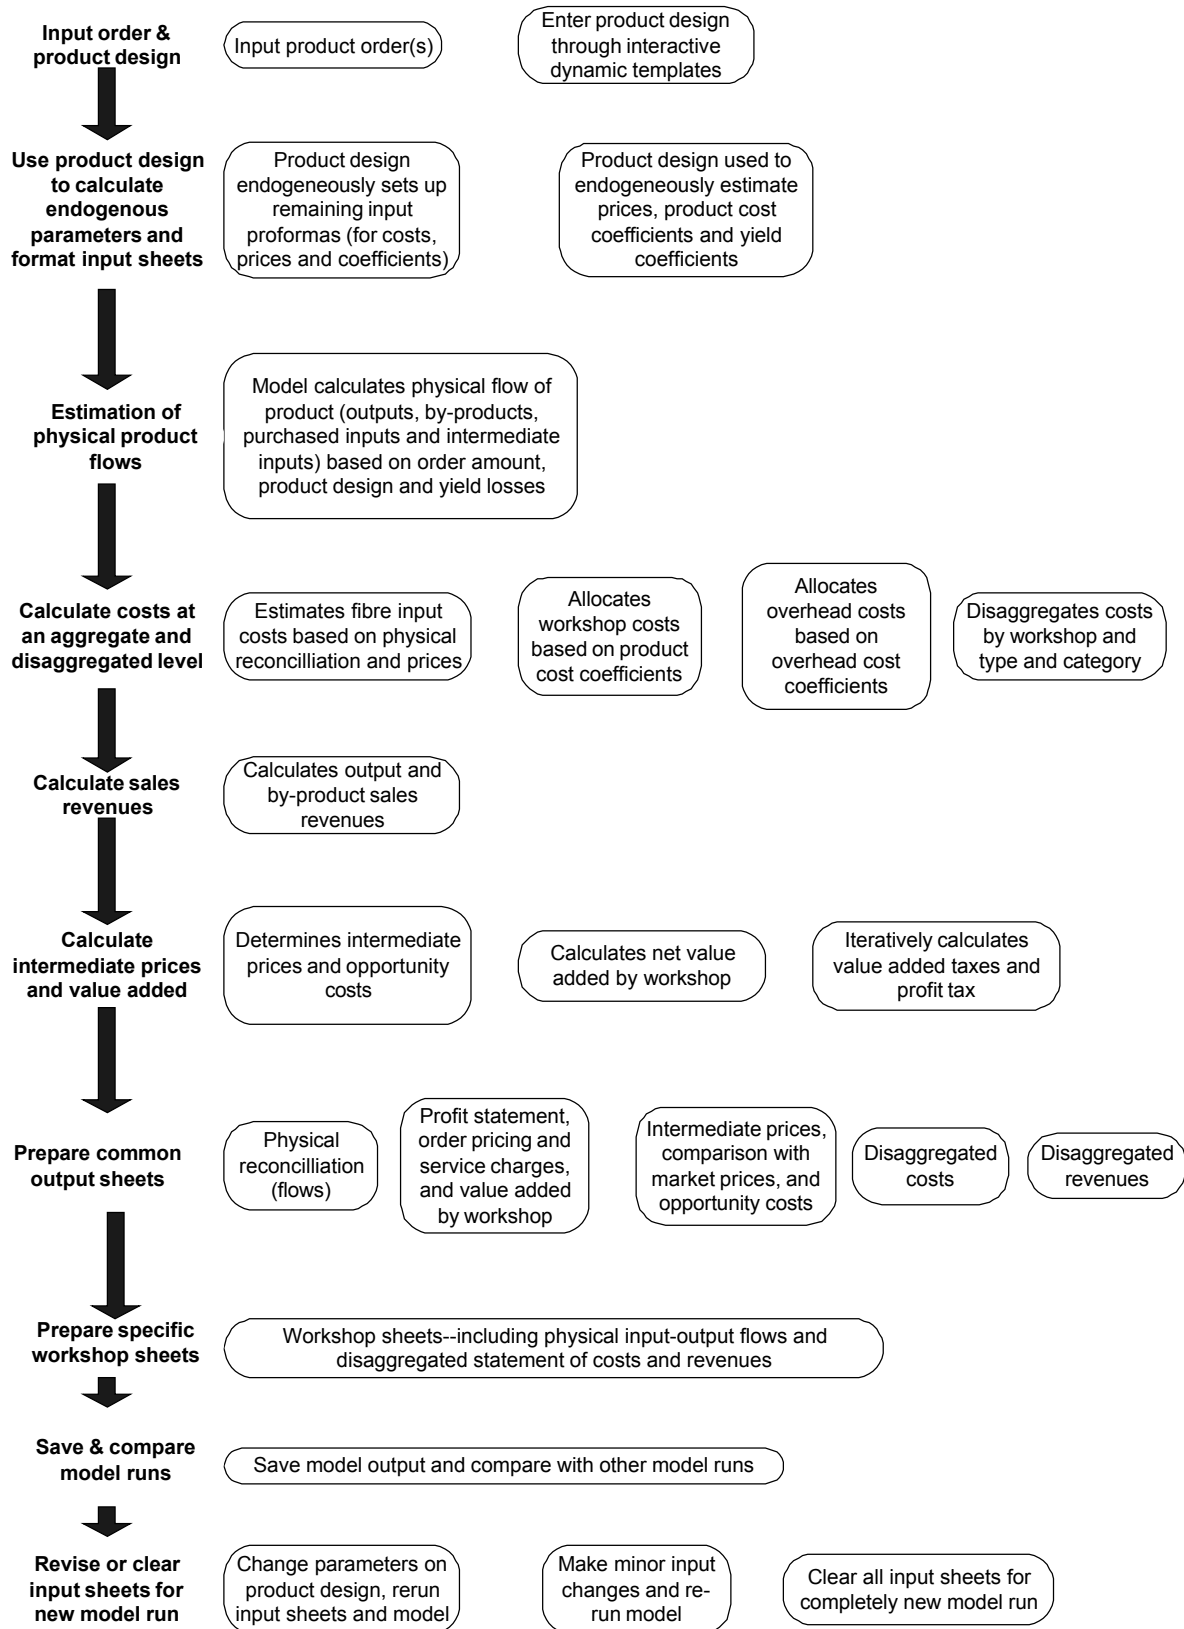 Input order &
product design
Input product order(s)
Enter product design
through interactive
dynamic templates
Use product design
to calculate
endogenous
parameters and
format input sheets
Product design
endogeneously sets up
remaining input
proformas (for costs,
prices and coefficients)
Product design used to
endogeneously estimate
prices, product cost
coefficients and yield
coefficients
Estimation of
physical product
flows
Model calculates physical flow of
product (outputs, by-products,
purchased inputs and intermediate
inputs) based on order amount,
product design and yield losses
Calculate costs at
an aggregate and
disaggregated level
Estimates fibre input
costs based on physical
reconcilliation and prices
Allocates
workshop costs
based on product
cost coefficients
Allocates
overhead costs
based on
overhead cost
coefficients
Disaggregates costs
by workshop and
type and category
Calculate sales
revenues
Calculates output and
by-product sales
revenues
Calculate
intermediate prices
and value added
Determines intermediate
prices and opportunity
costs
Calculates net value
added by workshop
Iteratively calculates
value added taxes and
profit tax
Prepare common
output sheets
Physical
reconcilliation
(flows)
Profit statement,
order pricing and
service charges,
and value added
by workshop
Intermediate prices,
comparison with
market prices, and
opportunity costs
Disaggregated
costs
Disaggregated
revenues
Prepare specific
workshop sheets
Workshop sheets--including physical input-output flows and
disaggregated statement of costs and revenues
Save & compare
model runs
Save model output and compare with other model runs
Revise or clear
input sheets for
new model run
Change parameters on
product design, rerun
input sheets and model
Make minor input
changes and re-
run model
Clear all input sheets for
completely new model run